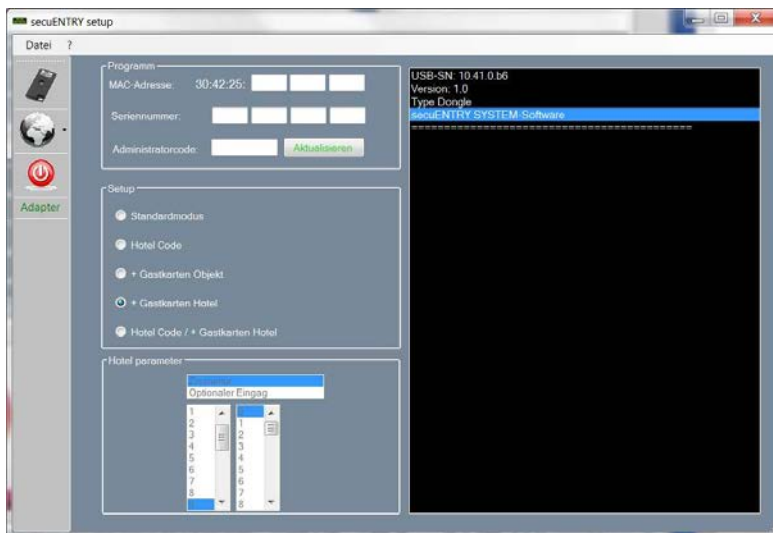 secuENTRY setup
Datei ?
Adapter
Programm
MAC-Adresse: 30:42:25:
Seriennummer:
Administratorcode: Aktualisieren
Setup
Standardmodus
Hotel Code
+ Gastkarten Objekt
+ Gastkarten Hotel
Hotel Code / + Gastkarten Hotel
Hotel parameter
Optionaler Eingag
1
2 1
3 2
4 3
5 4
6 5
7 6
8 7
8
USB-SN: 10.41.0.b6
Version: 1.0
Type Dongle
secuENTRY SYSTEM-Software
==========================================